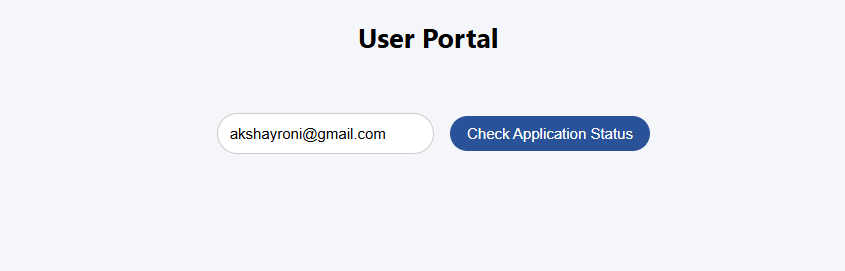 User Portal
akshayroni@gmail.com
Check Application Status